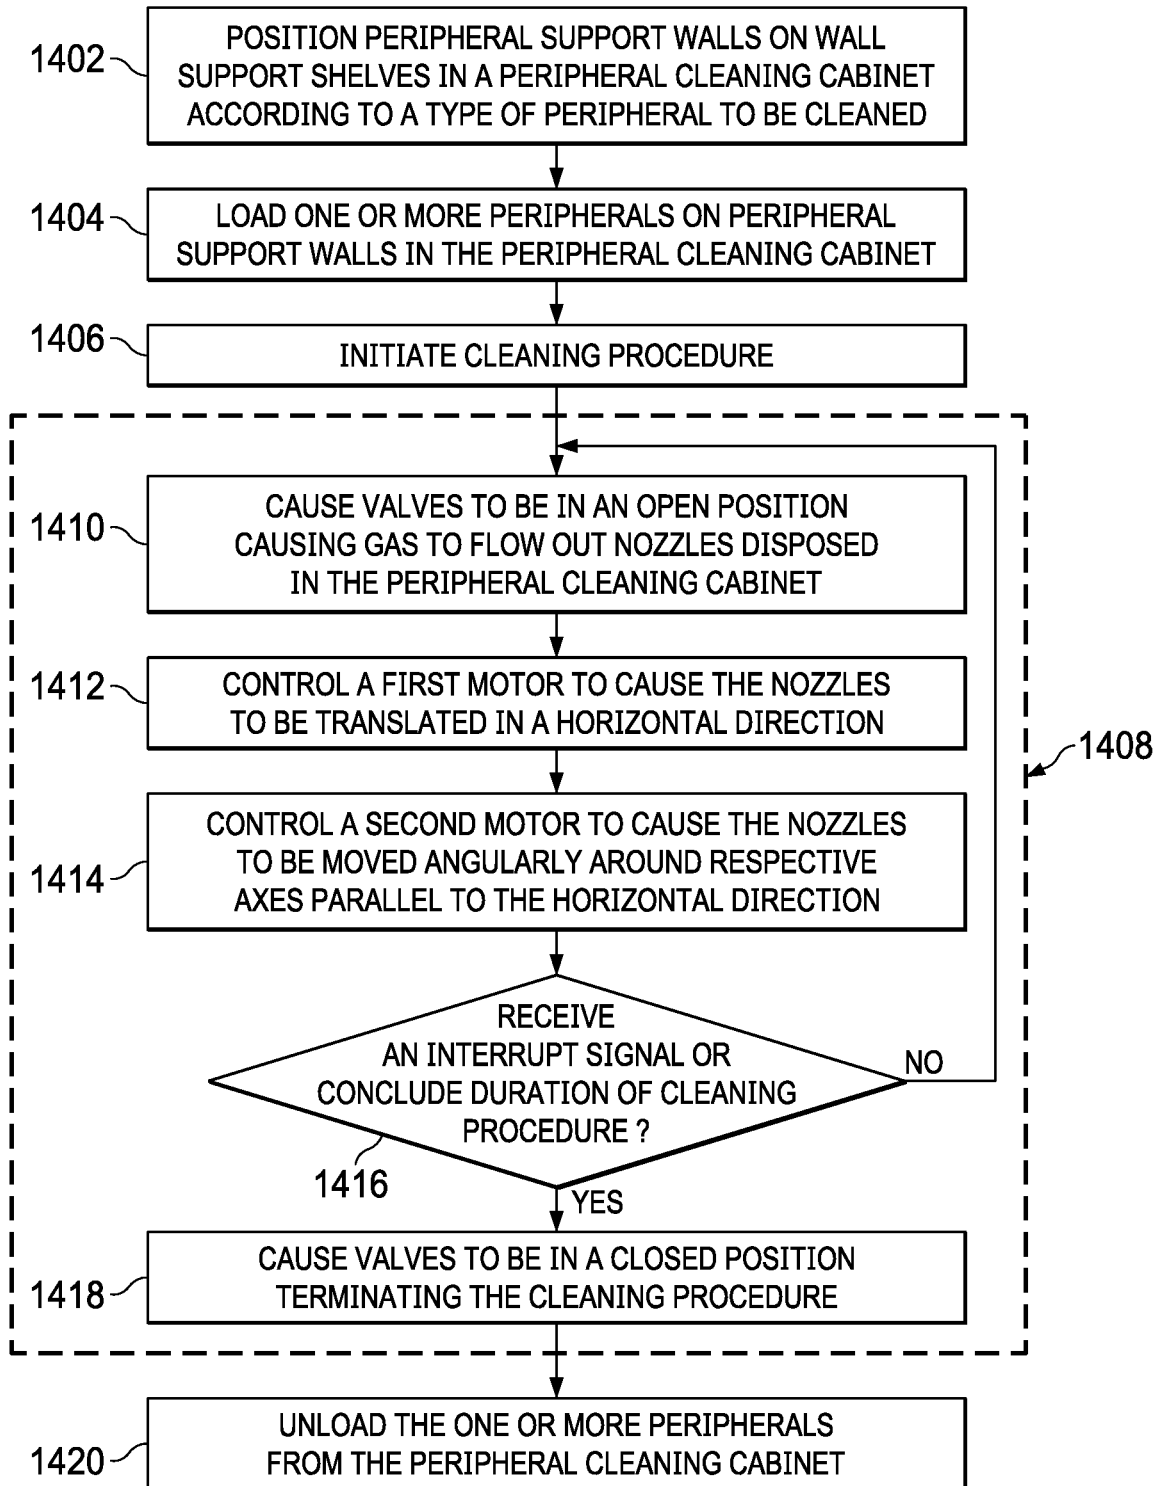 1402
POSITION PERIPHERAL SUPPORT WALLS ON WALL
SUPPORT SHELVES IN A PERIPHERAL CLEANING CABINET
ACCORDING TO A TYPE OF PERIPHERAL TO BE CLEANED
1404
LOAD ONE OR MORE PERIPHERALS ON PERIPHERAL
SUPPORT WALLS IN THE PERIPHERAL CLEANING CABINET
1406
INITIATE CLEANING PROCEDURE
1410
CAUSE VALVES TO BE IN AN OPEN POSITION
CAUSING GAS TO FLOW OUT NOZZLES DISPOSED
IN THE PERIPHERAL CLEANING CABINET
1412
CONTROL A FIRST MOTOR TO CAUSE THE NOZZLES
TO BE TRANSLATED IN A HORIZONTAL DIRECTION
1408
1414
CONTROL A SECOND MOTOR TO CAUSE THE NOZZLES
TO BE MOVED ANGULARLY AROUND RESPECTIVE
AXES PARALLEL TO THE HORIZONTAL DIRECTION
RECEIVE
AN INTERRUPT SIGNAL OR
CONCLUDE DURATION OF CLEANING
PROCEDURE ?
NO
1416
YES
1418
CAUSE VALVES TO BE IN A CLOSED POSITION
TERMINATING THE CLEANING PROCEDURE
1420
UNLOAD THE ONE OR MORE PERIPHERALS
FROM THE PERIPHERAL CLEANING CABINET